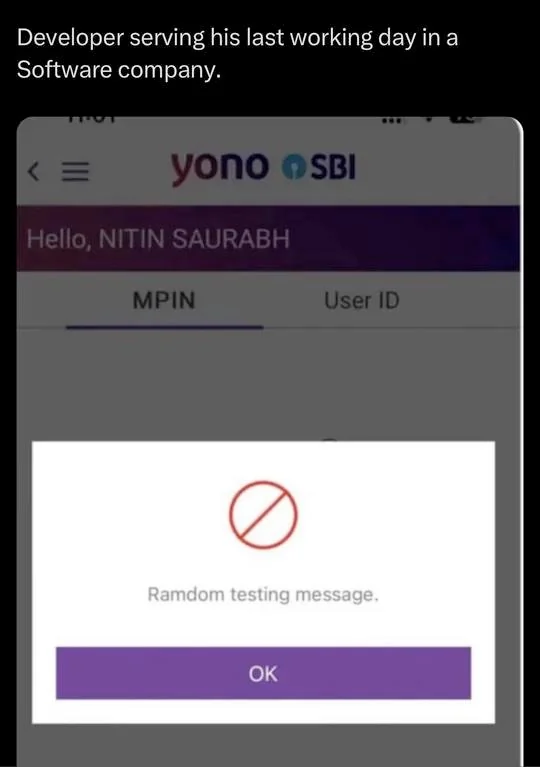 Developer serving his last working day in a
Software company.
yono SBI
Hello, NITIN SAURABH
MPIN User ID
Ramdom testing message.
OK